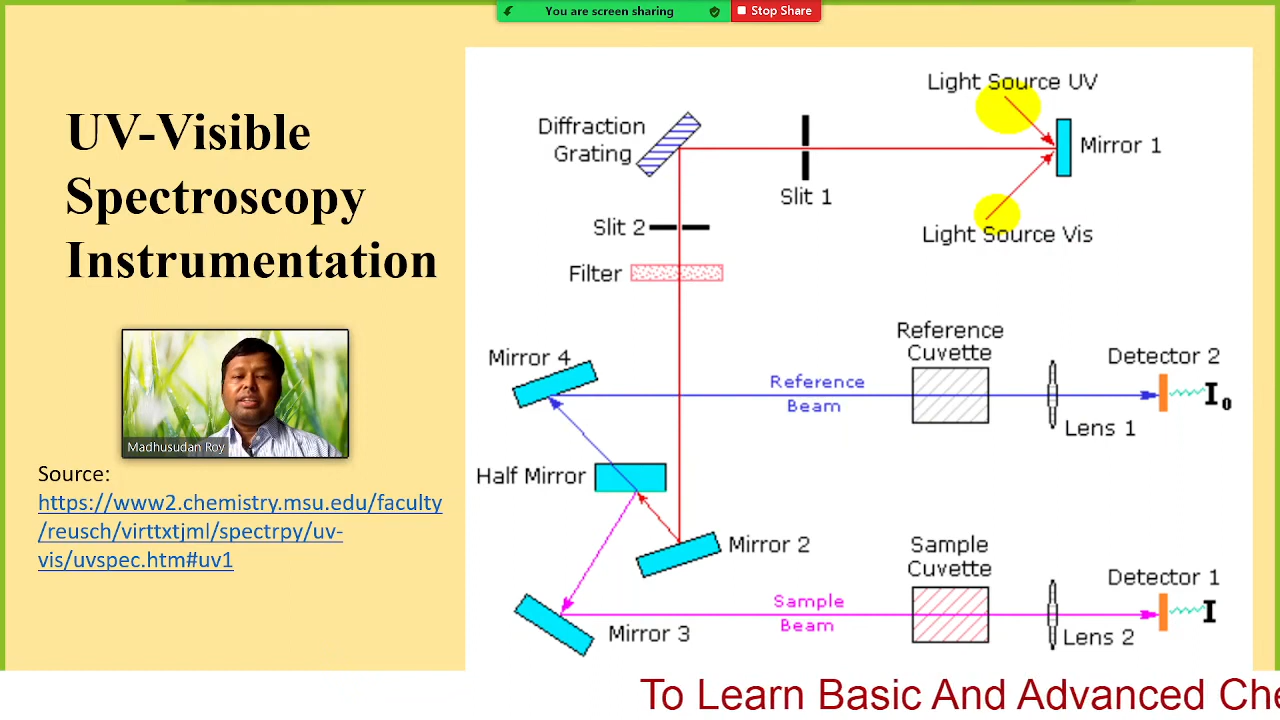 You are screen sharing
Stop Share
UV-Visible
Spectroscopy
Instrumentation
Madhusudan Roy
Source:
https://www2.chemistry.msu.edu/faculty
/reusch/virttxtjml/spectrpy/uv-
vis/uvspec.htm#uv1
Light Source UV
Diffraction
Grating
Mirror 1
Slit 1
Slit 2
Light Source Vis
Filter
Reference
Cuvette
Mirror 4
Detector 2
Reference
Beam
I0
Lens 1
Half Mirror
Mirror 2
Sample
Cuvette
Detector 1
Sample
Beam
I
Mirror 3
Lens 2
To Learn Basic And Advanced Che